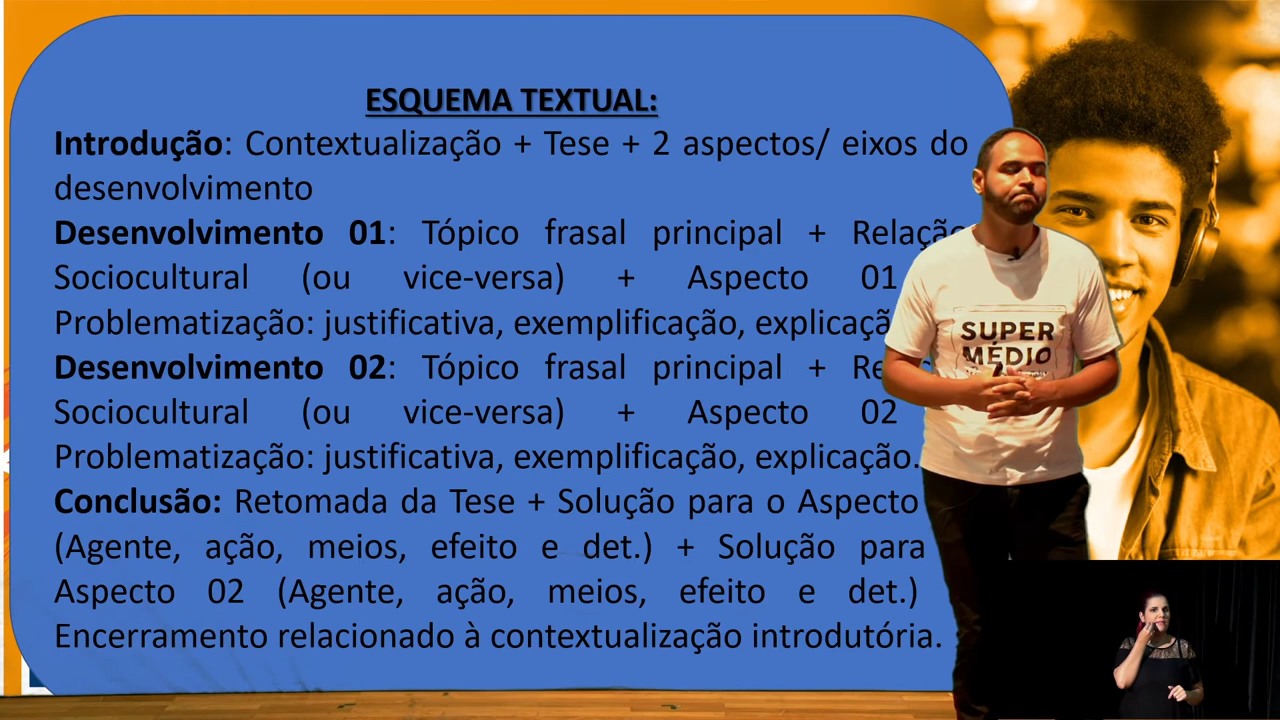 ESQUEMA TEXTUAL:
Introdução: Contextualização + Tese + 2 aspectos/ eixos do
desenvolvimento
Desenvolvimento 01: Tópico frasal principal + Relação
Sociocultural (ou vice-versa) + Aspecto 01
Problematização: justificativa, exemplificação, explicaçã
Desenvolvimento 02: Tópico frasal principal +
Sociocultural (ou vice-versa) + Aspecto 02
Problematização: justificativa, exemplificação, explicação.
Conclusão: Retomada da Tese + Solução para o Aspecto
(Agente, ação, meios, efeito e det.) + Solução para
Aspecto 02 (Agente, ação, meios, efeito e det.)
Encerramento relacionado à contextualização introdutória.
SUPER
MÉDIO